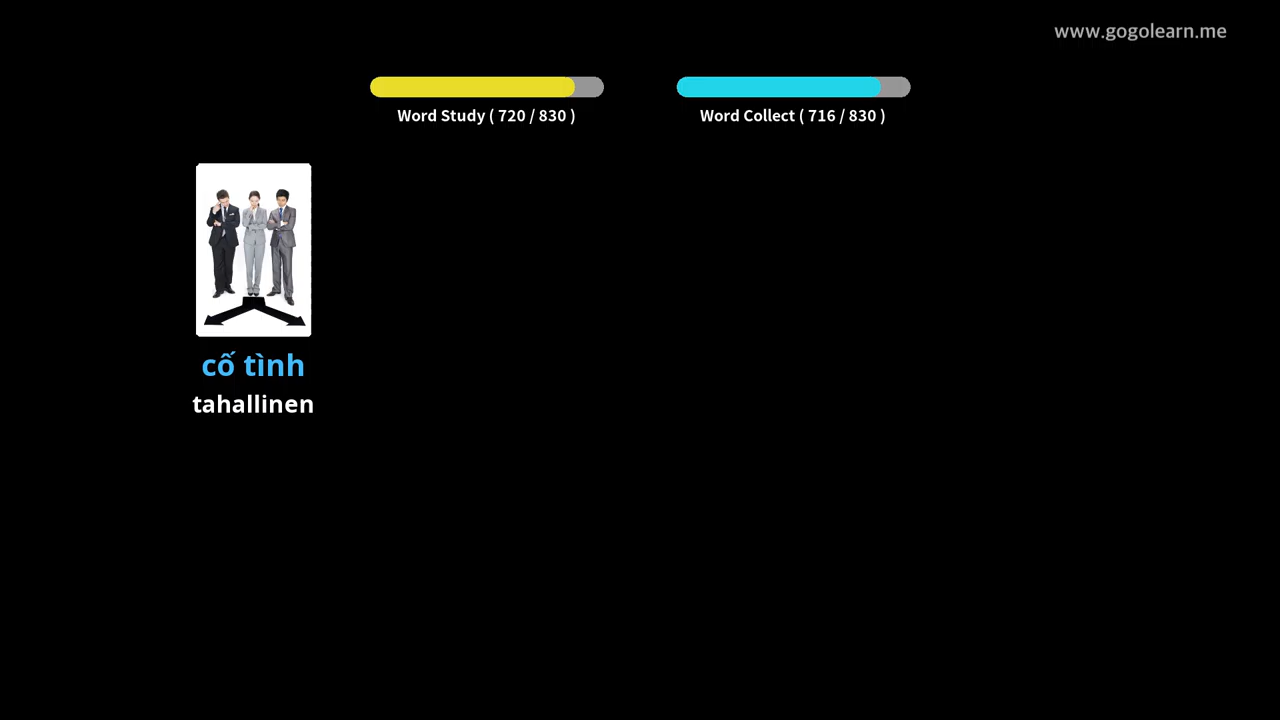 www.gogolearn.me
Word Study ( 720 / 830 )
Word Collect ( 716 / 830 )
cố tình
tahallinen